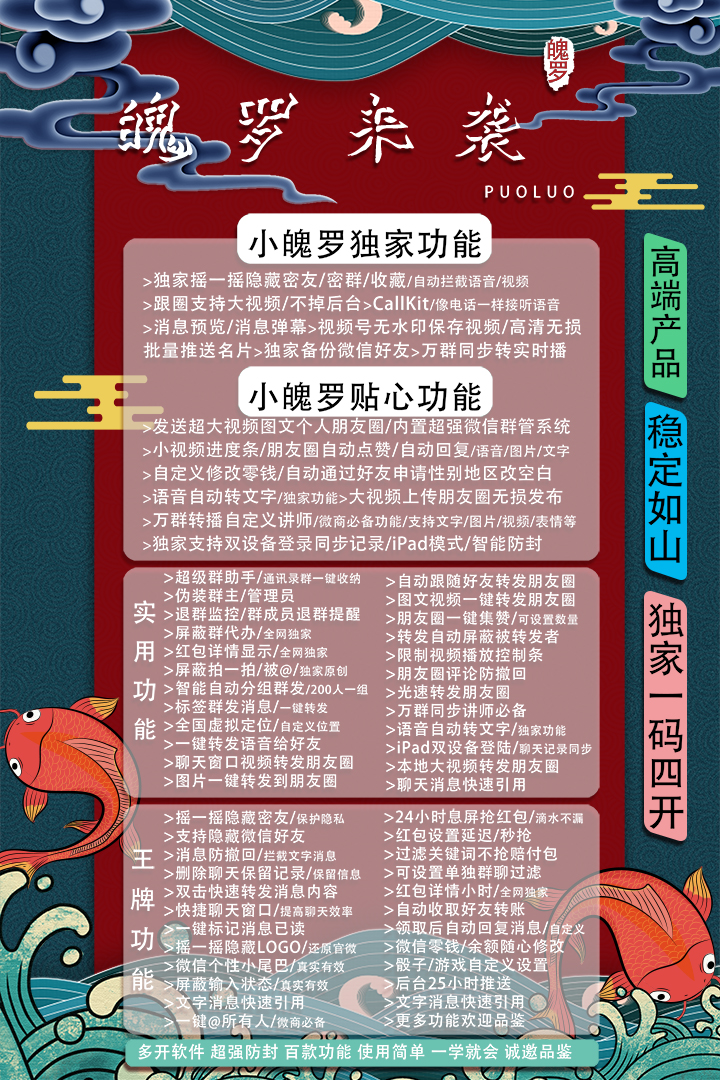 魄罗
魄罗来袭
PUOLUO
小魄罗独家功能
>独家摇一摇隐藏密友/密群/收藏/自动拦截语音/视频
>跟圈支持大视频/不掉后台>CallKit/像电话一样接听语音
>消息预览/消息弹幕>视频号无水印保存视频/高清无损
批量推送名片>独家备份微信好友>万群同步转实时播
小魄罗贴心功能
>发送超大视频图文个人朋友圈/内置超强微信群管系统
>小视频进度条/朋友圈自动点赞/自动回复/语音/图片/文字
>自定义修改零钱/自动通过好友申请性别地区改空白
>语音自动转文字/独家功能>大视频上传朋友圈无损发布
>万群转播自定义讲师/微商必备功能/支持文字/图片/视频/表情等
>独家支持双设备登录同步记录/iPad模式/智能防封
高端产品
稳定如山
独家一码四开
实用功能
>超级群助手/通讯录群一键收纳
>伪装群主/管理员
>退群监控/群成员退群提醒
>屏蔽群代办/全网独家
>红包详情显示/全网独家
>屏蔽拍一拍/被@/独家原创
>智能自动分组群发/200人一组
>标签群发消息/一键转发
>全国虚拟定位/自定义位置
>一键转发语音给好友
>聊天窗口视频转发朋友圈
>图片一键转发到朋友圈
>自动跟随好友转发朋友圈
>图文视频一键转发朋友圈
>朋友圈一键集赞/可设置数量
>转发自动屏蔽被转发者
>限制视频播放控制条
>朋友圈评论防撤回
>光速转发朋友圈
>万群同步讲师必备
>语音自动转文字/独家功能
>iPad双设备登陆/聊天记录同步
>本地大视频转发朋友圈
>聊天消息快速引用
王牌功能
>摇一摇隐藏密友/保护隐私
>支持隐藏微信好友
>消息防撤回/拦截文字消息
>删除聊天保留记录/保留信息
>双击快速转发消息内容
>快捷聊天窗口/提高聊天效率
>一键标记消息已读
>摇一摇隐藏LOGO/还原官微
>微信个性小尾巴/真实有效
>屏蔽输入状态/真实有效
>文字消息快速引用
>一键@所有人/微商必备
>24小时息屏抢红包/滴水不漏
>红包设置延迟/秒抢
>过滤关键词不抢赔付包
>可设置单独群聊过滤
>红包详情小时/全网独家
>自动收取好友转账
>领取后自动回复消息/自定义
>微信零钱/余额随心修改
>骰子/游戏自定义设置
>后台25小时推送
>文字消息快速引用
>更多功能欢迎品鉴
多开软件 超强防封 百款功能 使用简单 一学就会 诚邀品鉴